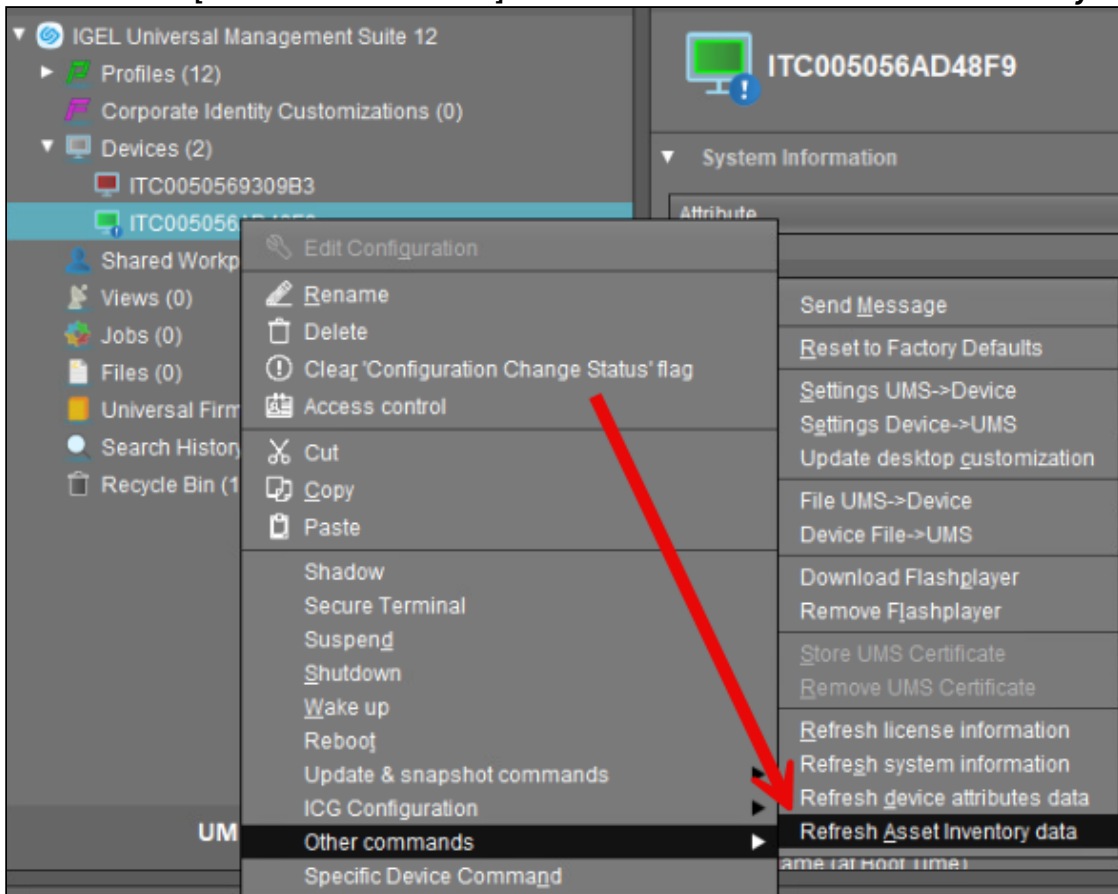 IGEL Universal Management Suite 12
Profiles (12)
Corporate Identity Customizations (0)
Devices (2)
ITC0050569309B3
ITC005056
Shared Workp
Views (0)
Jobs (0)
Files (0)
Universal Firm
Search History
Recycle Bin (1
UM
ITC005056AD48F9
System Information
Attribute
Edit Configuration
Rename
Delete
Clear 'Configuration Change Status' flag
Access control
Cut
Copy
Paste
Shadow
Secure Terminal
Suspend
Shutdown
Wake up
Reboot
Update & snapshot commands
ICG Configuration
Other commands
Specific Device Command
Send Message
Reset to Factory Defaults
Settings UMS->Device
Settings Device->UMS
Update desktop customization
File UMS->Device
Device File->UMS
Download Flashplayer
Remove Flashplayer
Store UMS Certificate
Remove UMS Certificate
Refresh license information
Refresh system information
Refresh device attributes data
Refresh Asset Inventory data
ame (at Boot Time)